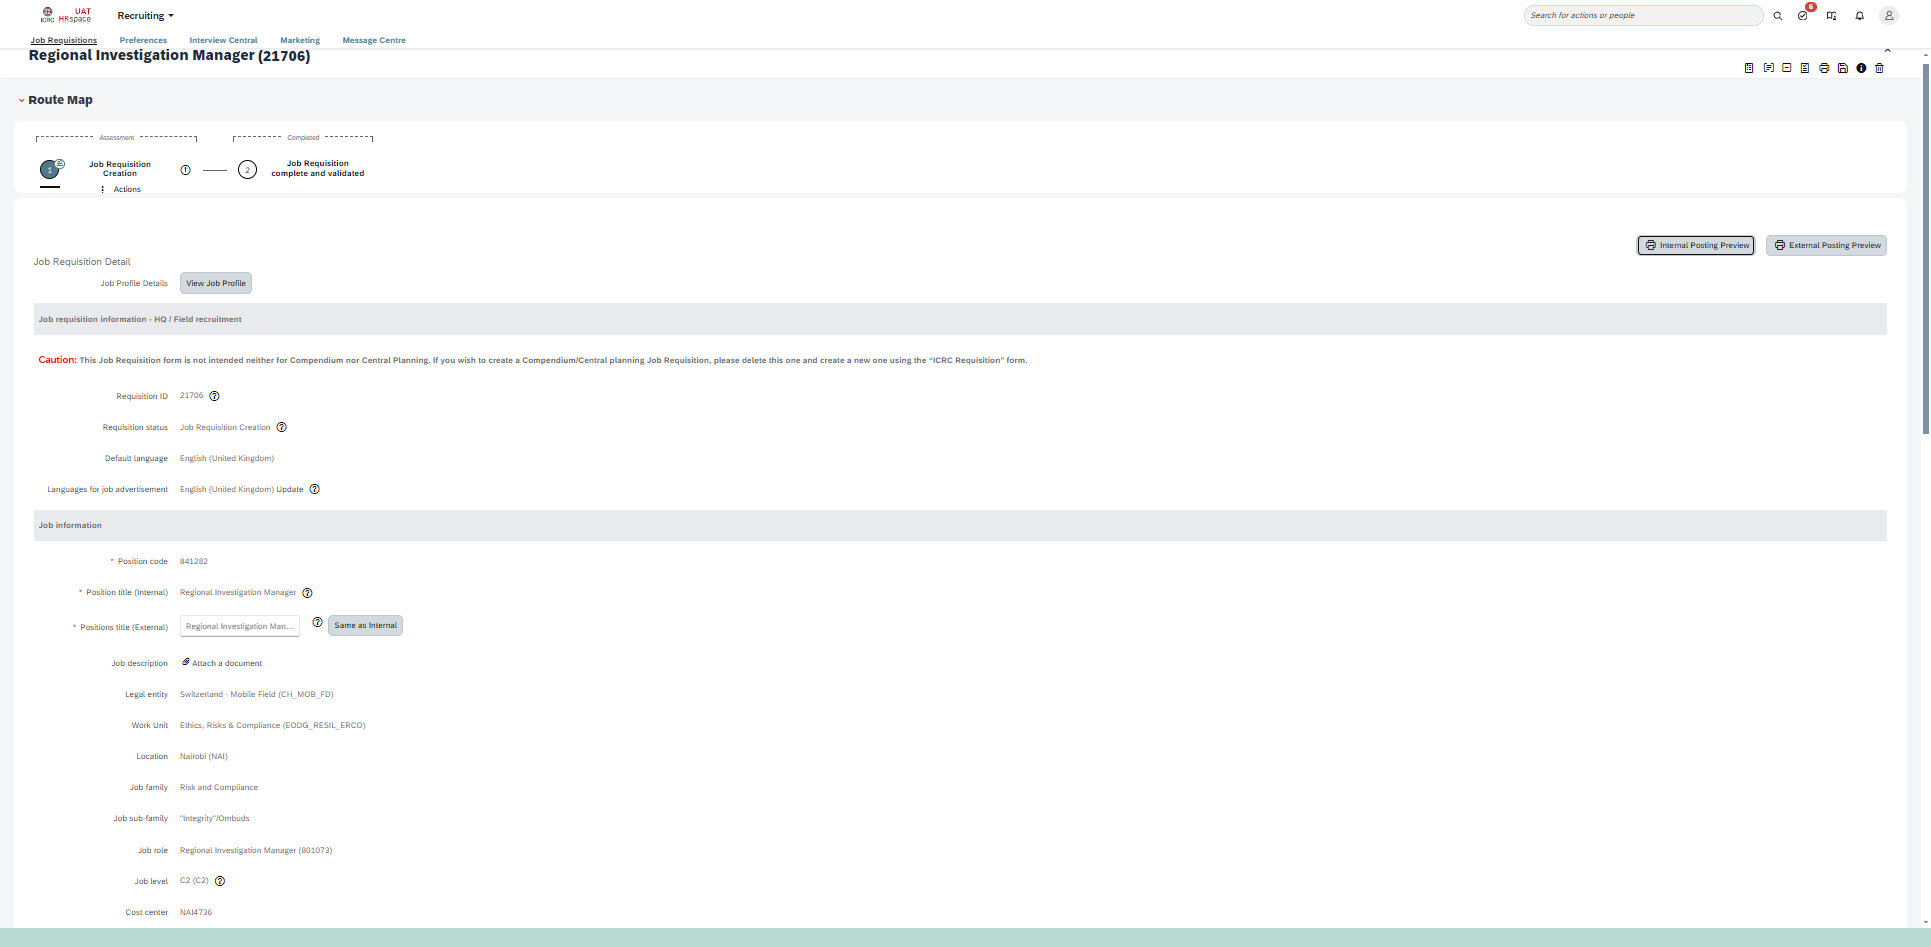 ICRC UAT HRspace
Recruiting
Search for actions or people
6
Job Requisitions Preferences Interview Central Marketing Message Centre
Regional Investigation Manager (21706)
Route Map
Assessment Completed
1 Job Requisition Creation
2 Job Requisition complete and validated
Actions
Internal Posting Preview External Posting Preview
Job Requisition Detail
Job Profile Details View Job Profile
Job requisition information - HQ / Field recruitment
Caution: This Job Requisition form is not intended neither for Compendium nor Central Planning. If you wish to create a Compendium/Central planning Job Requisition, please delete this one and create a new one using the “ICRC Requisition” form.
Requisition ID 21706
Requisition status Job Requisition Creation
Default language English (United Kingdom)
Languages for job advertisement English (United Kingdom) Update
Job information
* Position code 841282
* Position title (Internal) Regional Investigation Manager
* Positions title (External) Regional Investigation Man... Same as Internal
Job description Attach a document
Legal entity Switzerland - Mobile Field (CH_MOB_FD)
Work Unit Ethics, Risks & Compliance (EODG_RESIL_ERCO)
Location Nairobi (NAI)
Job family Risk and Compliance
Job sub-family "Integrity"/Ombuds
Job role Regional Investigation Manager (801073)
Job level C2 (C2)
Cost center NAI4736